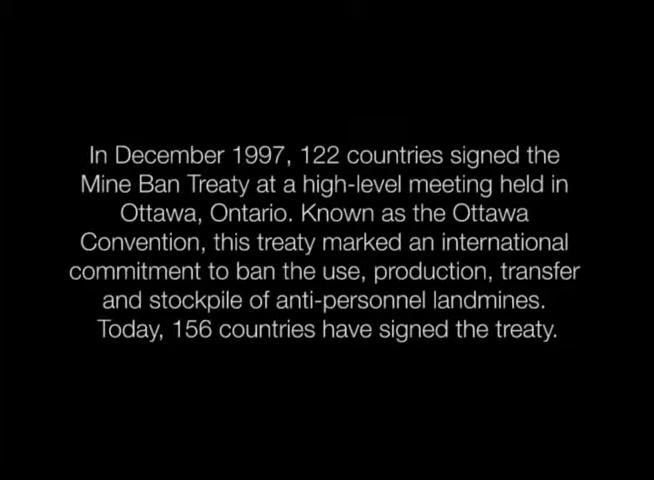 In December 1997, 122 countries signed the
Mine Ban Treaty at a high-level meeting held in
Ottawa, Ontario. Known as the Ottawa
Convention, this treaty marked an international
commitment to ban the use, production, transfer
and stockpile of anti-personnel landmines.
Today, 156 countries have signed the treaty.